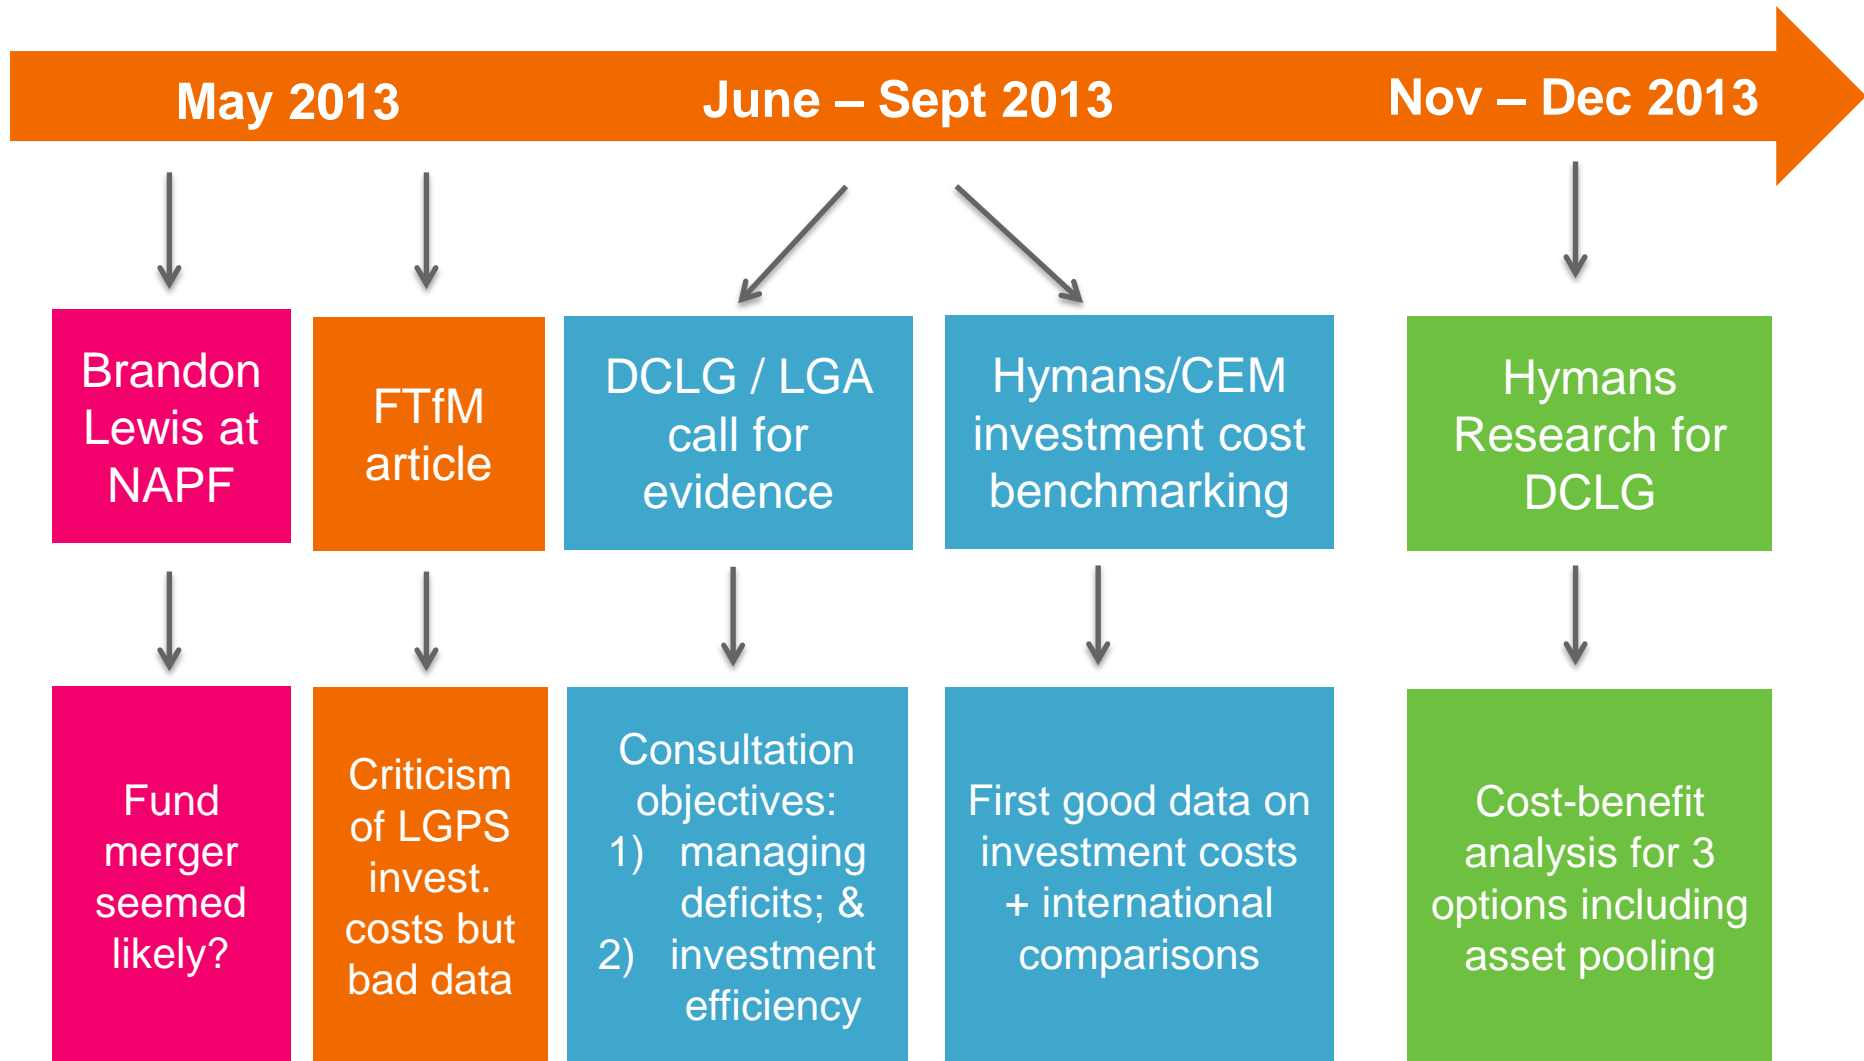 May 2013
June – Sept 2013
Nov – Dec 2013
Brandon
Lewis at
NAPF
FTfM
article
DCLG / LGA
call for
evidence
Hymans/CEM
investment cost
benchmarking
Hymans
Research for
DCLG
Fund
merger
seemed
likely?
Criticism
of LGPS
invest.
costs but
bad data
Consultation
objectives:
1) managing
deficits; &
2) investment
efficiency
First good data on
investment costs
+ international
comparisons
Cost-benefit
analysis for 3
options including
asset pooling